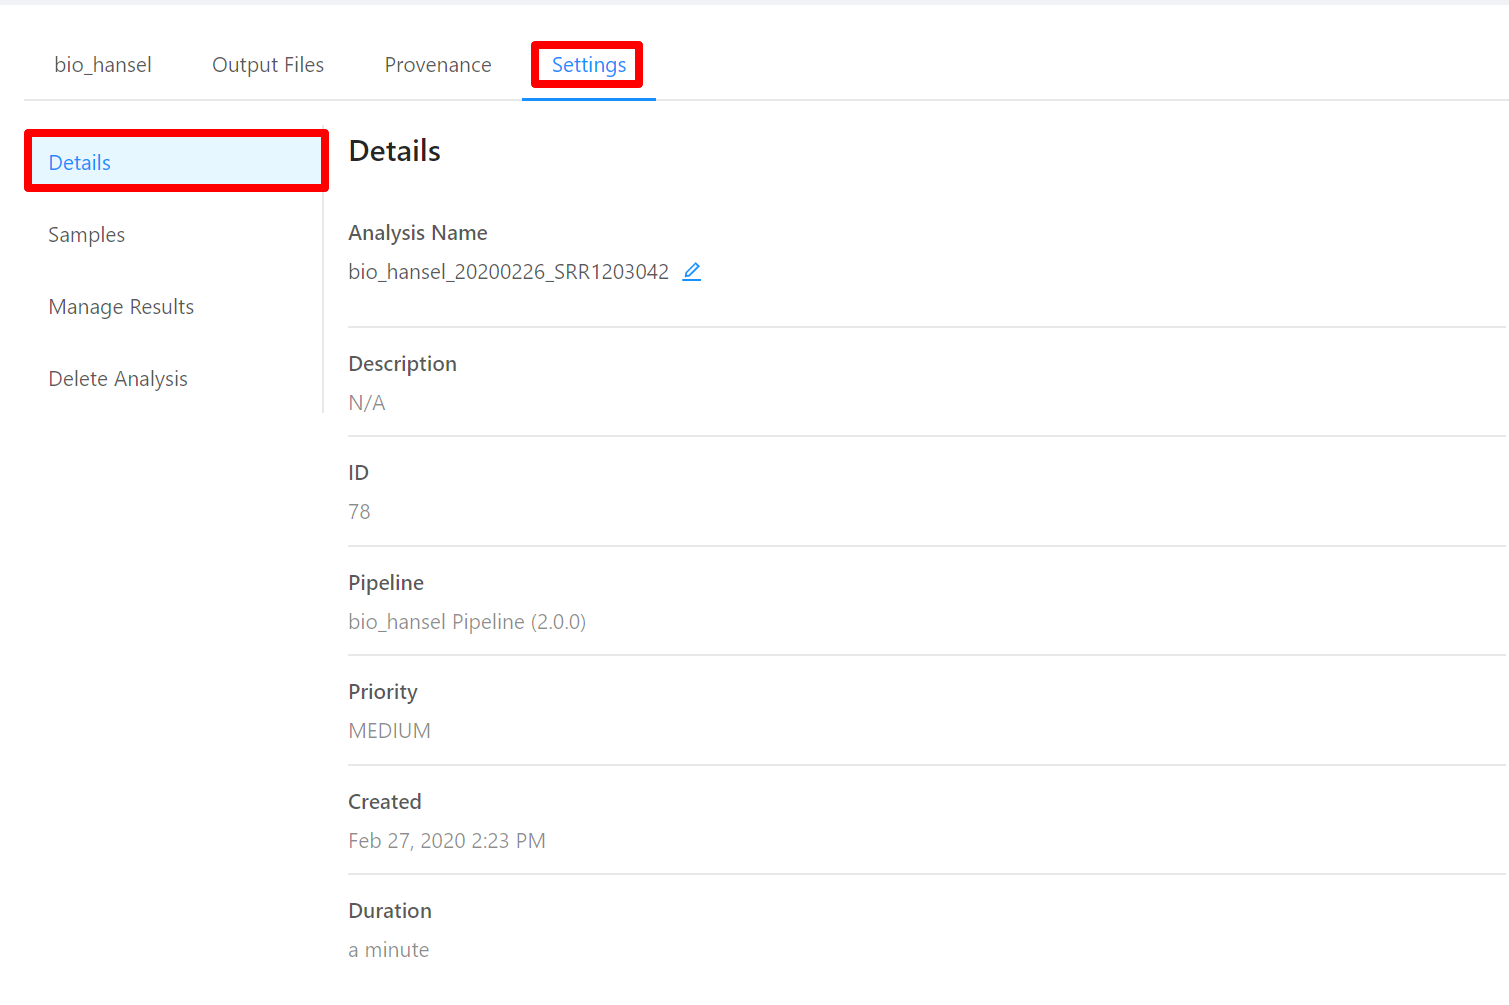 bio_hansel Output Files Provenance Settings
Details
Samples
Manage Results
Delete Analysis
Details
Analysis Name
bio_hansel_20200226_SRR1203042
Description
N/A
ID
78
Pipeline
bio_hansel Pipeline (2.0.0)
Priority
MEDIUM
Created
Feb 27, 2020 2:23 PM
Duration
a minute